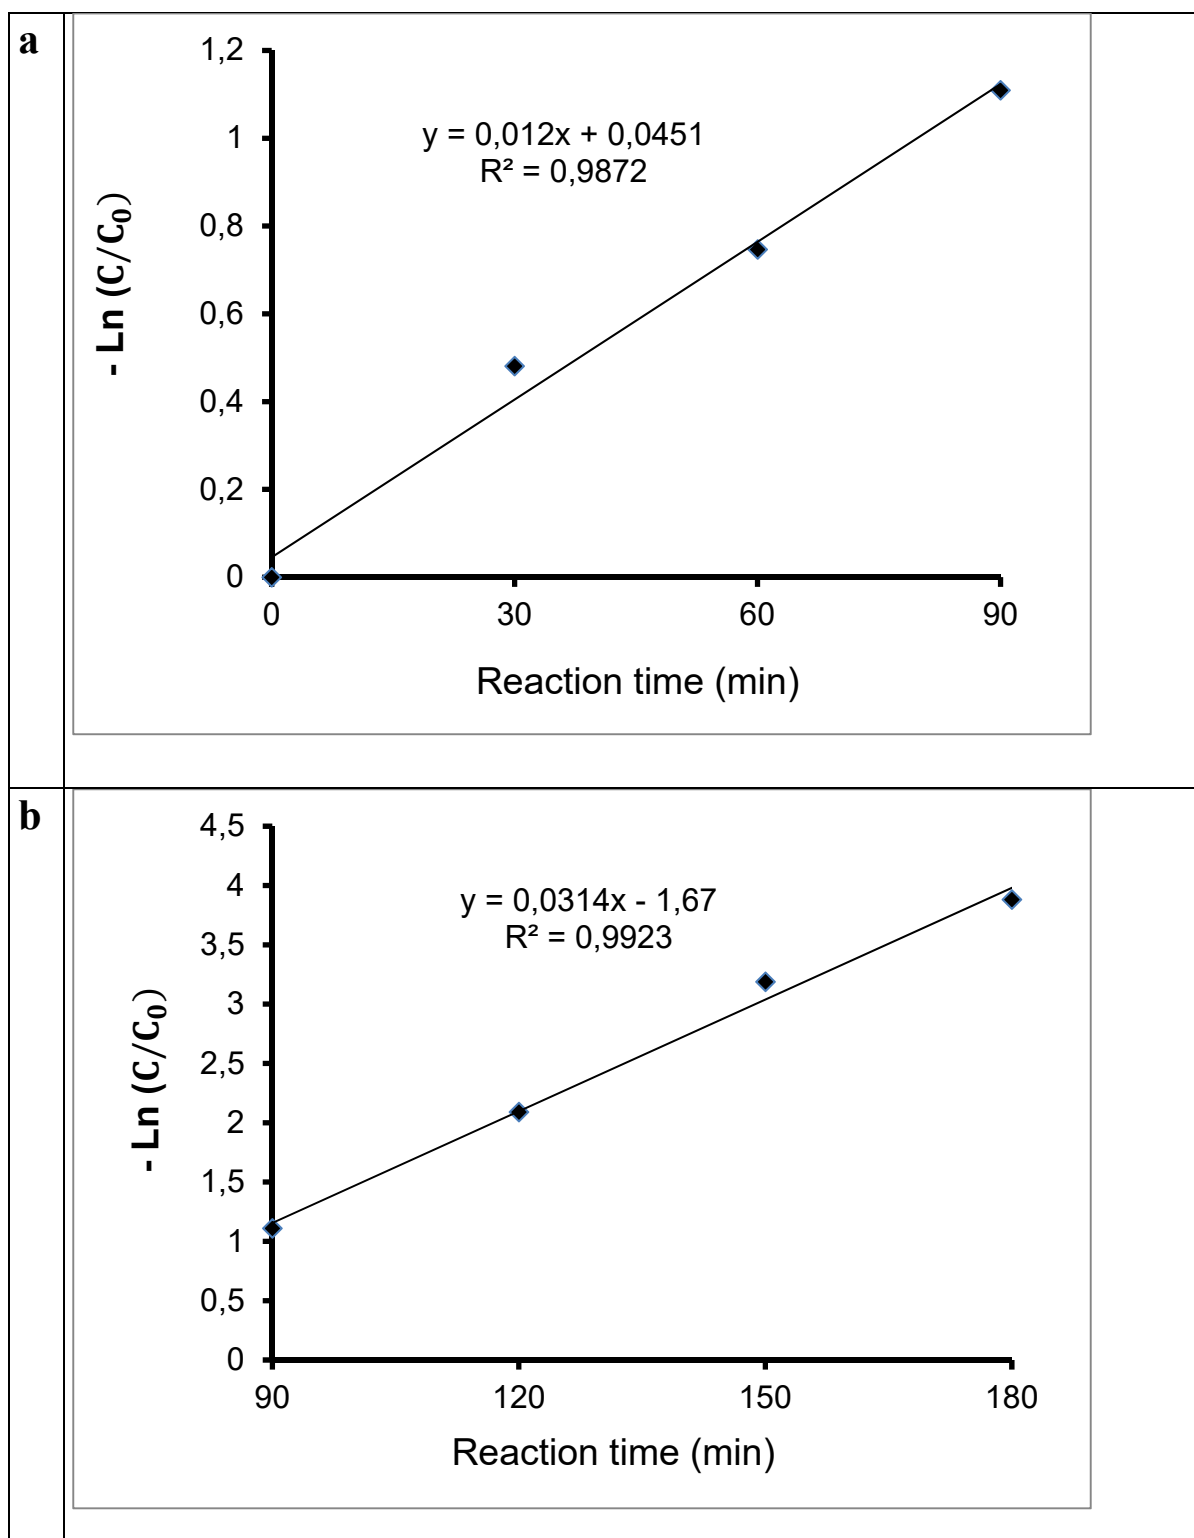 a
1,2
y = 0,012x + 0,0451
1
R² = 0,9872
0,8
- Ln (C/C₀)
0,6
0,4
0,2
0
0 30 60 90
Reaction time (min)
b
4,5
4
y = 0,0314x - 1,67
3,5
R² = 0,9923
3
- Ln (C/C₀)
2,5
2
1,5
1
0,5
0
90 120 150 180
Reaction time (min)